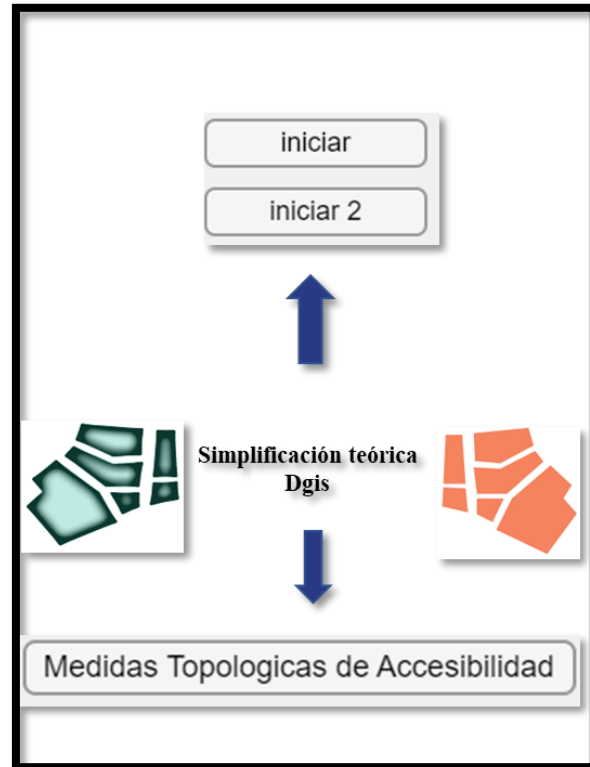 iniciar
iniciar 2
Simplificación teórica
Dgis
Medidas Topologicas de Accesibilidad